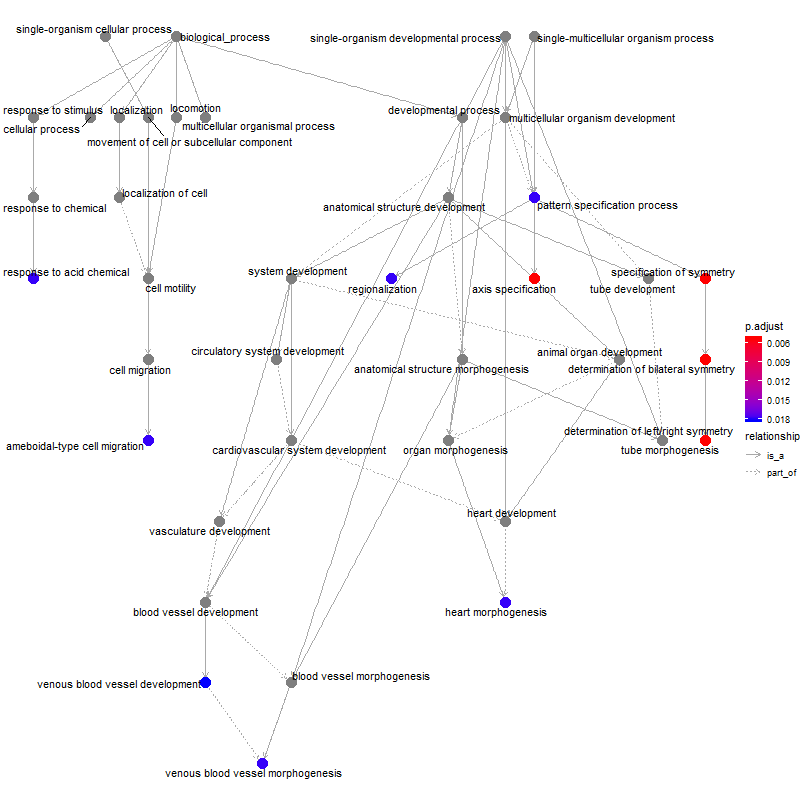 single-organism cellular process
biological_process
single-organism developmental process
single-multicellular organism process
response to stimulus
localization
locomotion
developmental process
multicellular organism development
cellular process
multicellular organismal process
movement of cell or subcellular component
localization of cell
response to chemical
anatomical structure development
pattern specification process
response to acid chemical
system development
specification of symmetry
cell motility
regionalization
axis specification
tube development
p.adjust
0.006
0.009
0.012
0.015
0.018
circulatory system development
animal organ development
cell migration
anatomical structure morphogenesis
determination of bilateral symmetry
determination of left/right symmetry
relationship
ameboidal-type cell migration
cardiovascular system development
organ morphogenesis
tube morphogenesis
is_a
part_of
heart development
vasculature development
blood vessel development
heart morphogenesis
venous blood vessel development
blood vessel morphogenesis
venous blood vessel morphogenesis